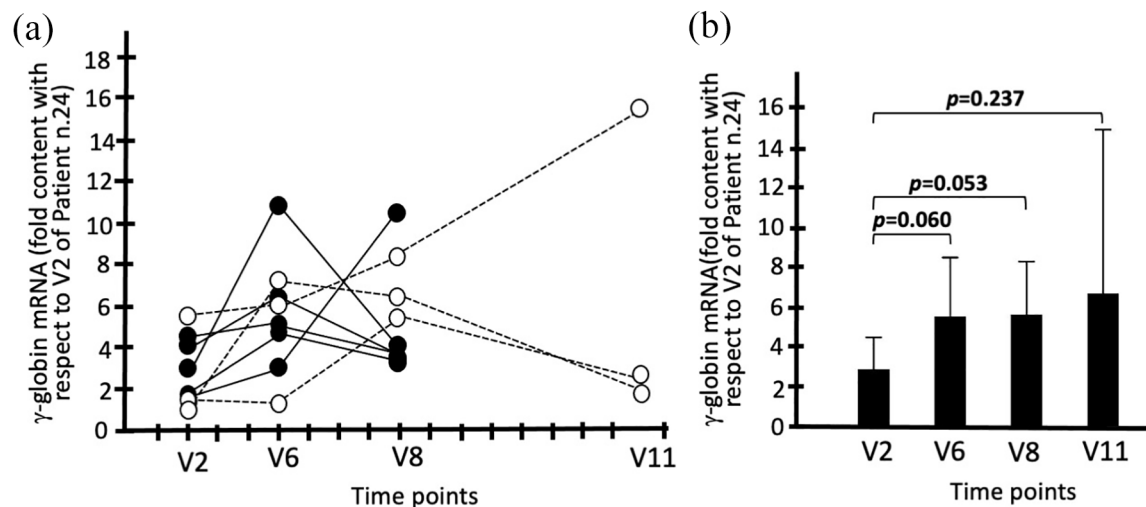 (a)
γ-globin mRNA (fold content with
respect to V2 of Patient n.24)
18
16
14
12
10
8
6
4
2
0
V2 V6 V8 V11
Time points
(b)
γ-globin mRNA(fold content with
respect to V2 of Patient n.24)
16
14
12
10
8
6
4
2
0
p=0.237
p=0.053
p=0.060
V2 V6 V8 V11
Time points